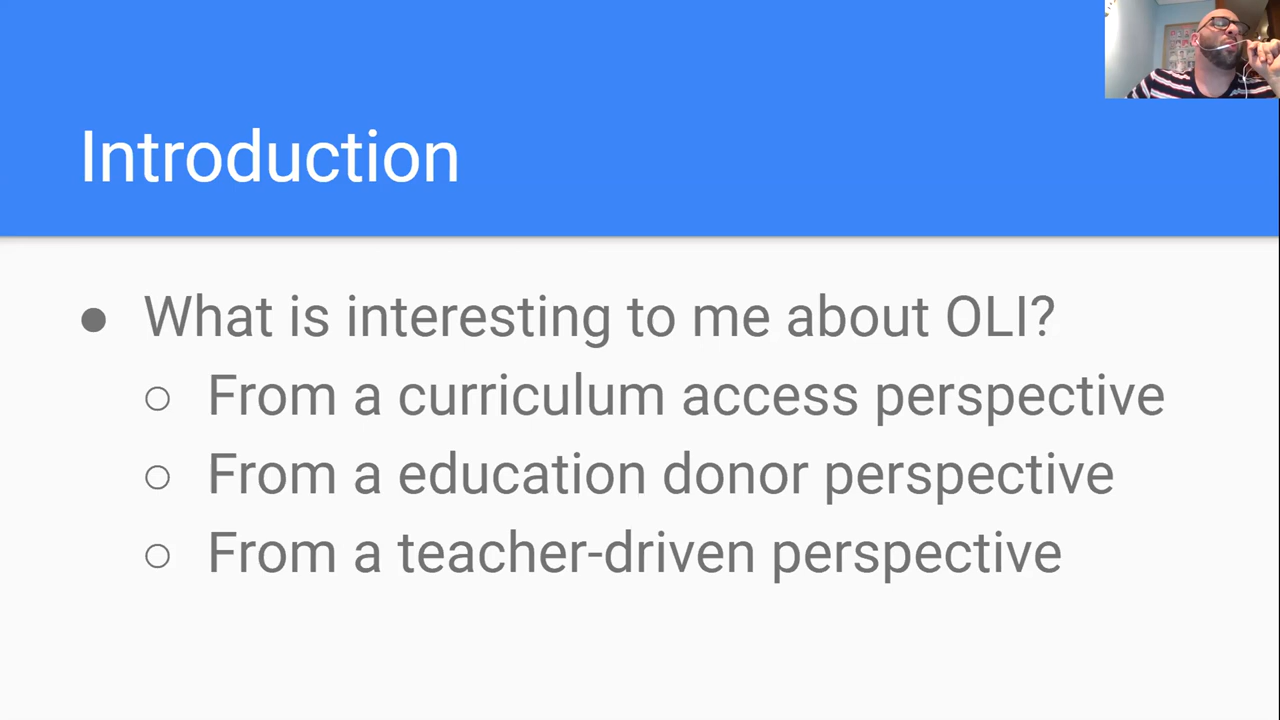 Introduction
● What is interesting to me about OLI?
○ From a curriculum access perspective
○ From a education donor perspective
○ From a teacher-driven perspective